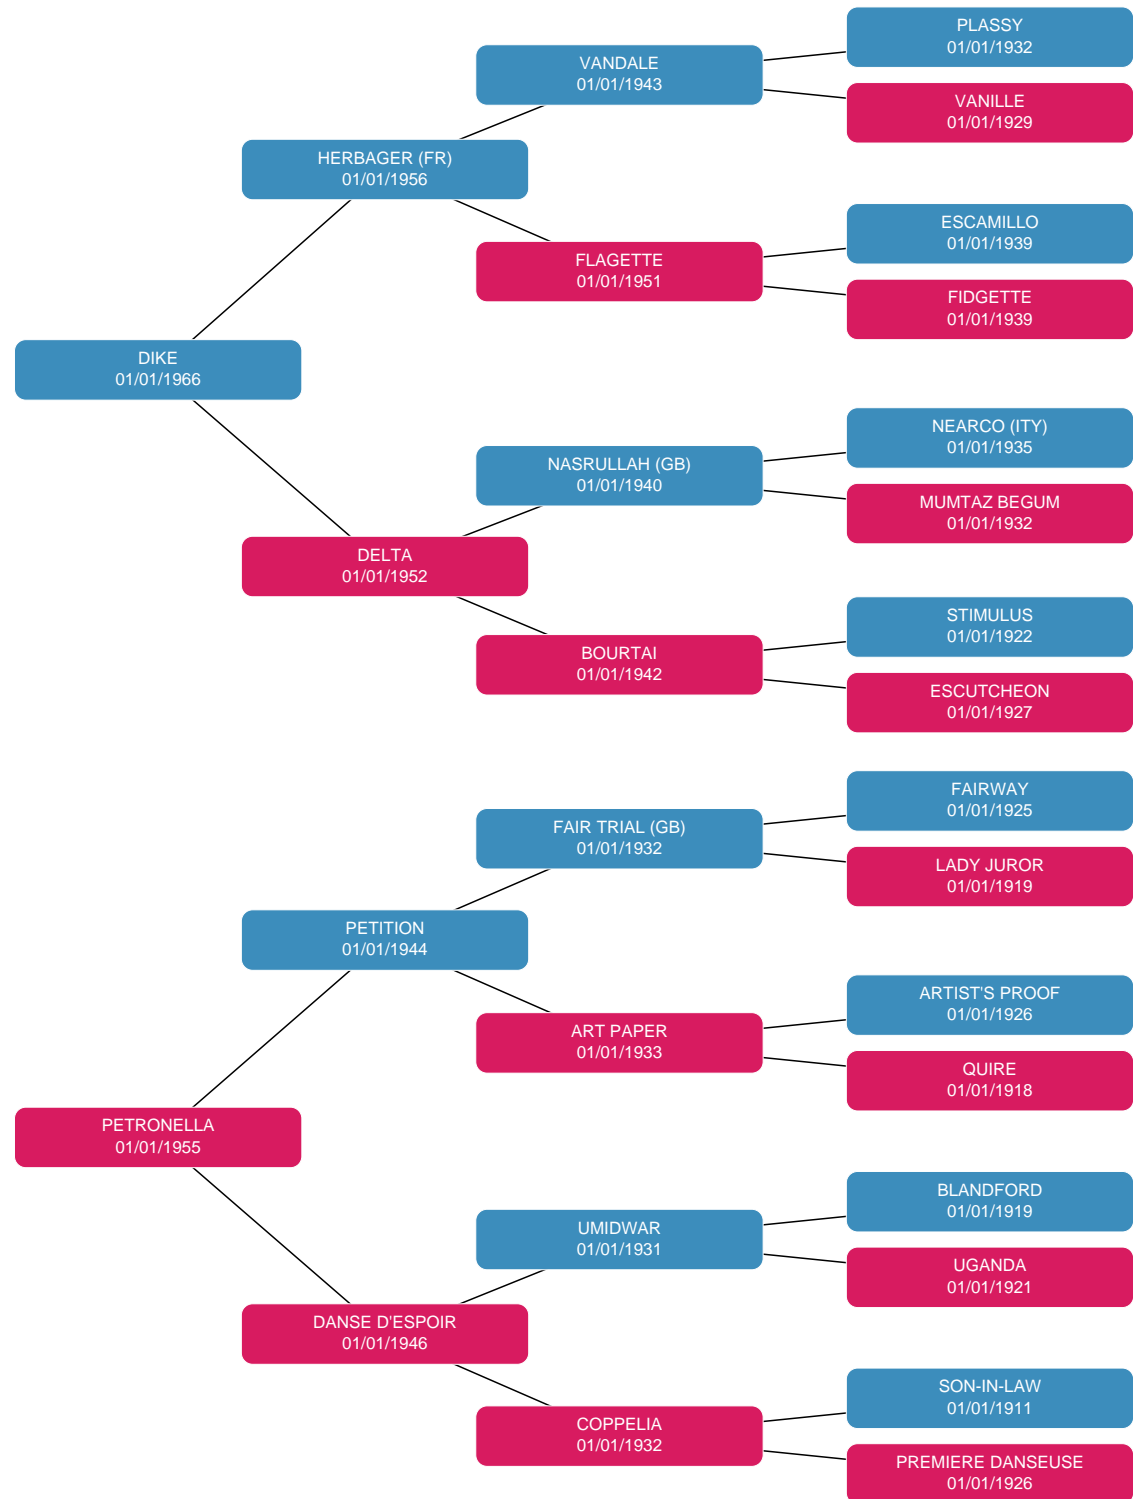 PLASSY
01/01/1932
VANDALE
01/01/1943
VANILLE
01/01/1929
HERBAGER (FR)
01/01/1956
ESCAMILLO
01/01/1939
FLAGETTE
01/01/1951
FIDGETTE
01/01/1939
DIKE
01/01/1966
NEARCO (ITY)
01/01/1935
NASRULLAH (GB)
01/01/1940
MUMTAZ BEGUM
01/01/1932
DELTA
01/01/1952
STIMULUS
01/01/1922
BOURTAI
01/01/1942
ESCUTCHEON
01/01/1927
FAIRWAY
01/01/1925
FAIR TRIAL (GB)
01/01/1932
LADY JUROR
01/01/1919
PETITION
01/01/1944
ARTIST'S PROOF
01/01/1926
ART PAPER
01/01/1933
QUIRE
01/01/1918
PETRONELLA
01/01/1955
BLANDFORD
01/01/1919
UMIDWAR
01/01/1931
UGANDA
01/01/1921
DANSE D'ESPOIR
01/01/1946
SON-IN-LAW
01/01/1911
COPPELIA
01/01/1932
PREMIERE DANSEUSE
01/01/1926